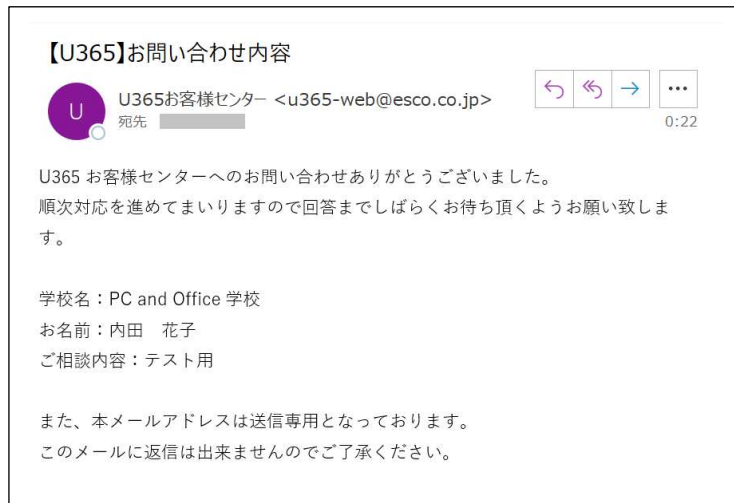 【U365】お問い合わせ内容
U
U365お客様センター <u365-web@esco.co.jp>
宛先
0:22
U365 お客様センターへのお問い合わせありがとうございました。
順次対応を進めてまいりますので回答までしばらくお待ち頂くようお願い致しま
す。
学校名：PC and Office 学校
お名前：内田　花子
ご相談内容：テスト用
また、本メールアドレスは送信専用となっております。
このメールに返信は出来ませんのでご了承ください。